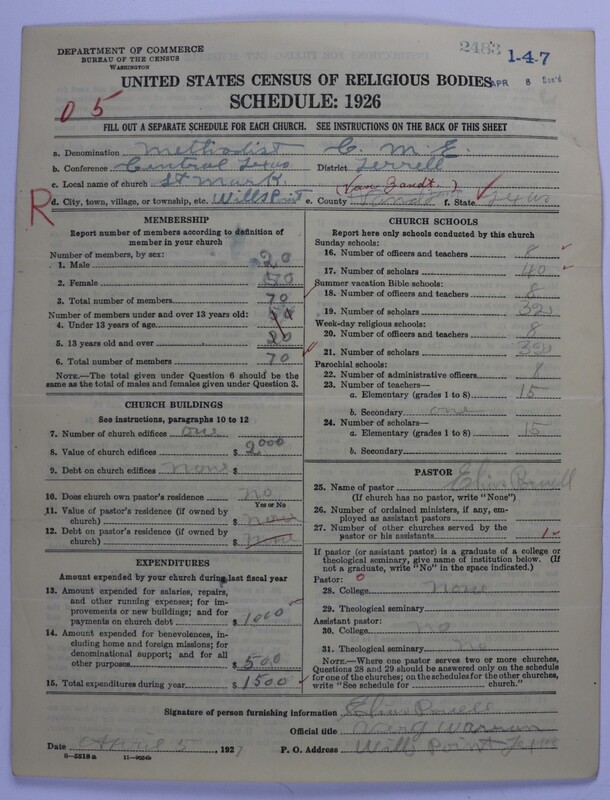 DEPARTMENT OF COMMERCE
BUREAU OF THE CENSUS
WASHINGTON
2483 1-4-7
APR 8 Rec'd
UNITED STATES CENSUS OF RELIGIOUS BODIES
SCHEDULE: 1926
05
FILL OUT A SEPARATE SCHEDULE FOR EACH CHURCH. SEE INSTRUCTIONS ON THE BACK OF THIS SHEET
a. Denomination Methodist C. M. E.
b. Conference Central Texas District Terrell
c. Local name of church St Mark. (Van Zandt.)
R d. City, town, village, or township, etc. Wills Point e. County Vandt f. State Texas
MEMBERSHIP
Report number of members according to definition of member in your church
Number of members, by sex:
1. Male 20
2. Female 50
3. Total number of members 70
Number of members under and over 13 years old:
4. Under 13 years of age
5. 13 years old and over 20
6. Total number of members 70
NOTE.—The total given under Question 6 should be the same as the total of males and females given under Question 3.
CHURCH BUILDINGS
See instructions, paragraphs 10 to 12
7. Number of church edifices one
8. Value of church edifices $ 2000
9. Debt on church edifices $ none
10. Does church own pastor's residence no
Yes or No
11. Value of pastor's residence (if owned by church) $ none
12. Debt on pastor's residence (if owned by church) $ none
EXPENDITURES
Amount expended by your church during last fiscal year
13. Amount expended for salaries, repairs, and other running expenses; for improvements or new buildings; and for payments on church debt $ 1000
14. Amount expended for benevolences, including home and foreign missions; for denominational support; and for all other purposes $ 500
15. Total expenditures during year $ 1500
CHURCH SCHOOLS
Report here only schools conducted by this church
Sunday schools:
16. Number of officers and teachers 8
17. Number of scholars 40
Summer vacation Bible schools:
18. Number of officers and teachers 8
19. Number of scholars
Week-day religious schools:
20. Number of officers and teachers 8
21. Number of scholars
Parochial schools:
22. Number of administrative officers 8
23. Number of teachers—
a. Elementary (grades 1 to 8) 15
b. Secondary one
24. Number of scholars—
a. Elementary (grades 1 to 8) 15
b. Secondary
PASTOR
25. Name of pastor Powell
(If church has no pastor, write "None")
26. Number of ordained ministers, if any, employed as assistant pastors
27. Number of other churches served by the pastor or his assistants 1
If pastor (or assistant pastor) is a graduate of a college or theological seminary, give name of institution below. (If not a graduate, write "No" in the space indicated.)
Pastor: 0
28. College none
29. Theological seminary
Assistant pastor:
30. College No
31. Theological seminary No
NOTE.—Where one pastor serves two or more churches, Questions 28 and 29 should be answered only on the schedule for one of the churches; on the schedules for the other churches, write "See schedule for church."
Signature of person furnishing information Powell
Official title
Date April 5, 1927 P. O. Address Wills Point Texas
8-5818 a 11-9054b